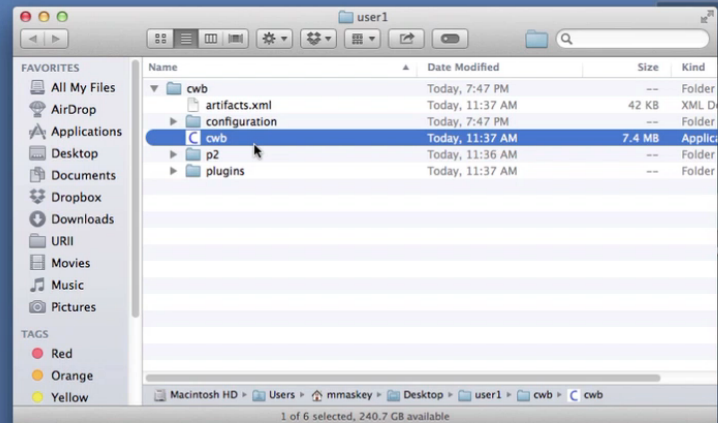 user1
FAVORITES
All My Files
AirDrop
Applications
Desktop
Documents
Dropbox
Downloads
URII
Movies
Music
Pictures
TAGS
Red
Orange
Yellow
Name Date Modified Size Kind
cwb Today, 7:47 PM -- Folder
artifacts.xml Today, 11:37 AM 42 KB XML D
configuration Today, 7:47 PM -- Folder
cwb Today, 11:37 AM 7.4 MB Applic
p2 Today, 11:36 AM -- Folder
plugins Today, 11:37 AM -- Folder
Macintosh HD Users mmaskey Desktop user1 cwb cwb
1 of 6 selected, 240.7 GB available